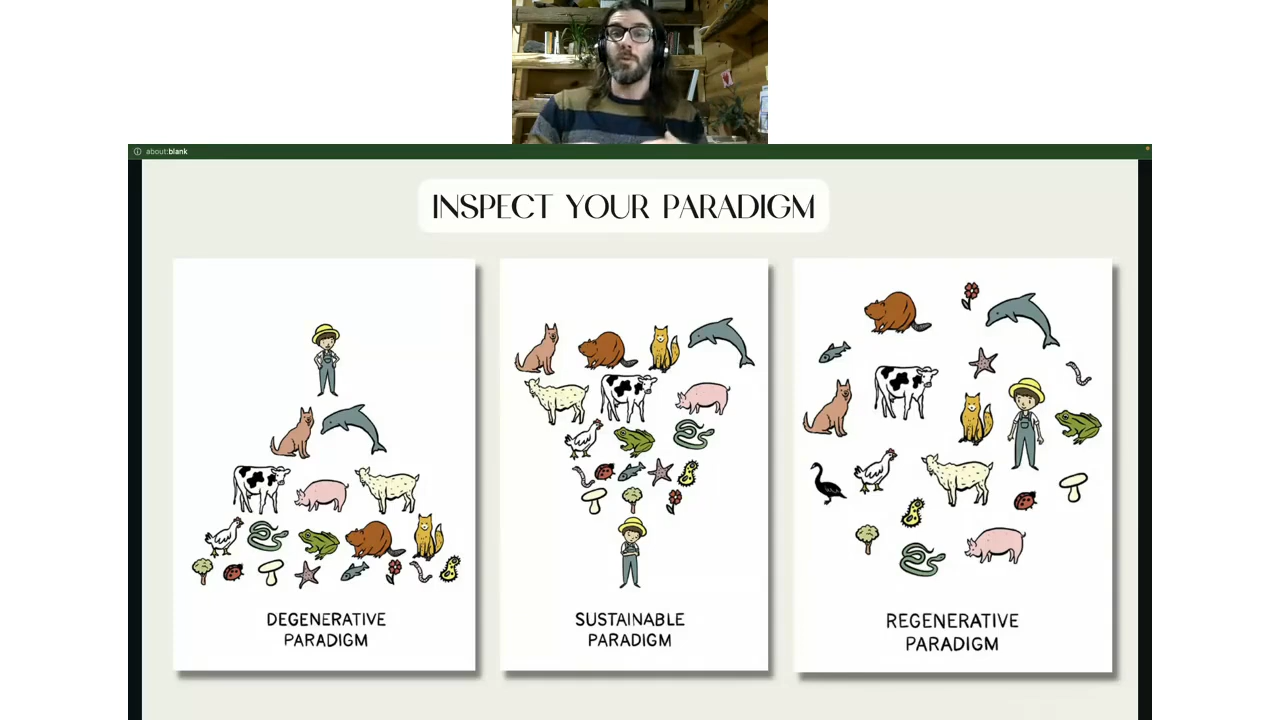 about:blank
INSPECT YOUR PARADIGM
DEGENERATIVE
PARADIGM
SUSTAINABLE
PARADIGM
REGENERATIVE
PARADIGM